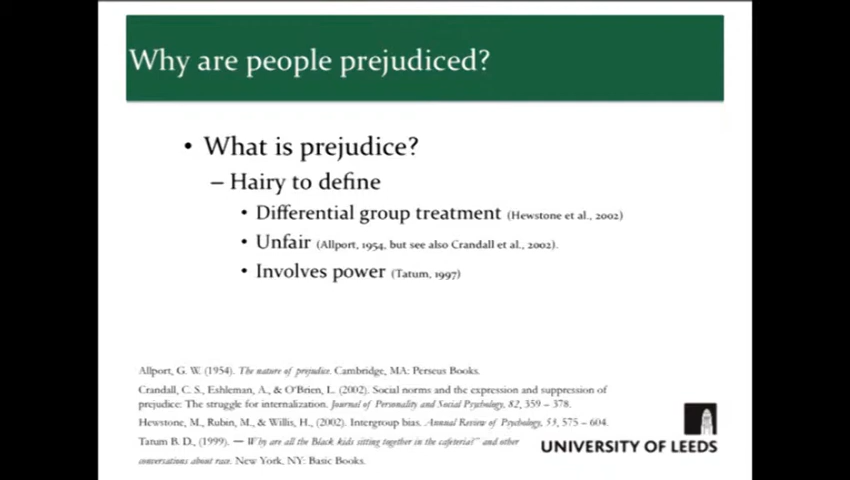 Why are people prejudiced?
• What is prejudice?
– Hairy to define
• Differential group treatment (Hewstone et al., 2002)
• Unfair (Allport, 1954, but see also Crandall et al., 2002).
• Involves power (Tatum, 1997)
Allport, G. W. (1954). The nature of prejudice. Cambridge, MA: Perseus Books.
Crandall, C. S., Eshleman, A., & O'Brien, L. (2002). Social norms and the expression and suppression of
prejudice: The struggle for internalization. Journal of Personality and Social Psychology, 82, 359 – 378.
Hewstone, M., Rubin, M., & Willis, H., (2002). Intergroup bias. Annual Review of Psychology, 53, 575 – 604.
Tatum B. D., (1999). ― Why are all the Black kids sitting together in the cafeteria?" and other
conversations about race. New York, NY: Basic Books.
UNIVERSITY OF LEEDS